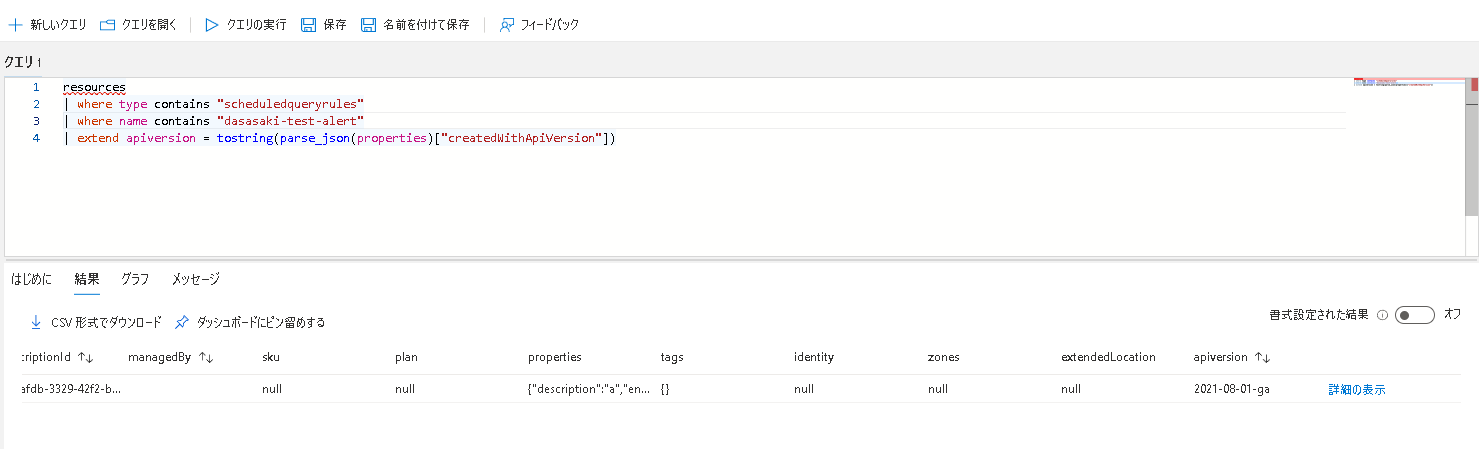 新しいクエリ クエリを開く クエリの実行 保存 名前を付けて保存 フィードバック
クエリ 1
1 resources
2 | where type contains "scheduledqueryrules"
3 | where name contains "dasasaki-test-alert"
4 | extend apiversion = tostring(parse_json(properties)["createdWithApiVersion"])
はじめに 結果 グラフ メッセージ
CSV 形式でダウンロード ダッシュボードにピン留めする 書式設定された結果 オフ
criptionId ↑↓ managedBy ↑↓ sku plan properties tags identity zones extendedLocation apiversion ↑↓
afdb-3329-42f2-b... null null {"description":"a","en... {} null null null 2021-08-01-ga 詳細の表示